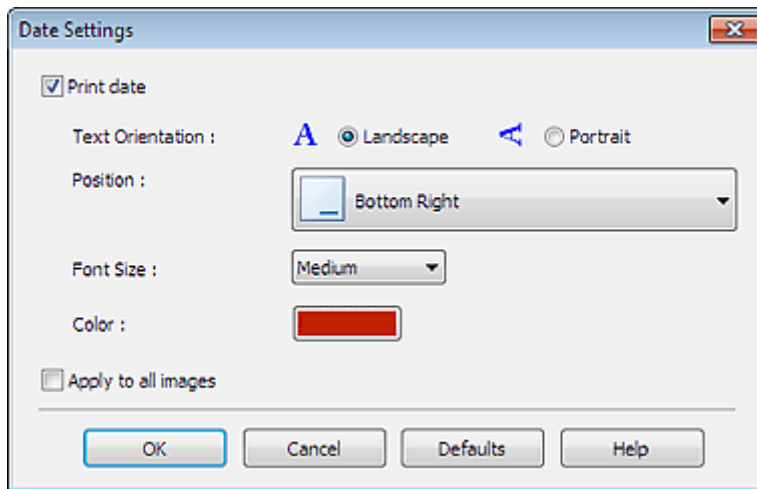 Date Settings
Print date
Text Orientation : A Landscape A Portrait
Position : Bottom Right
Font Size : Medium
Color :
Apply to all images
OK Cancel Defaults Help